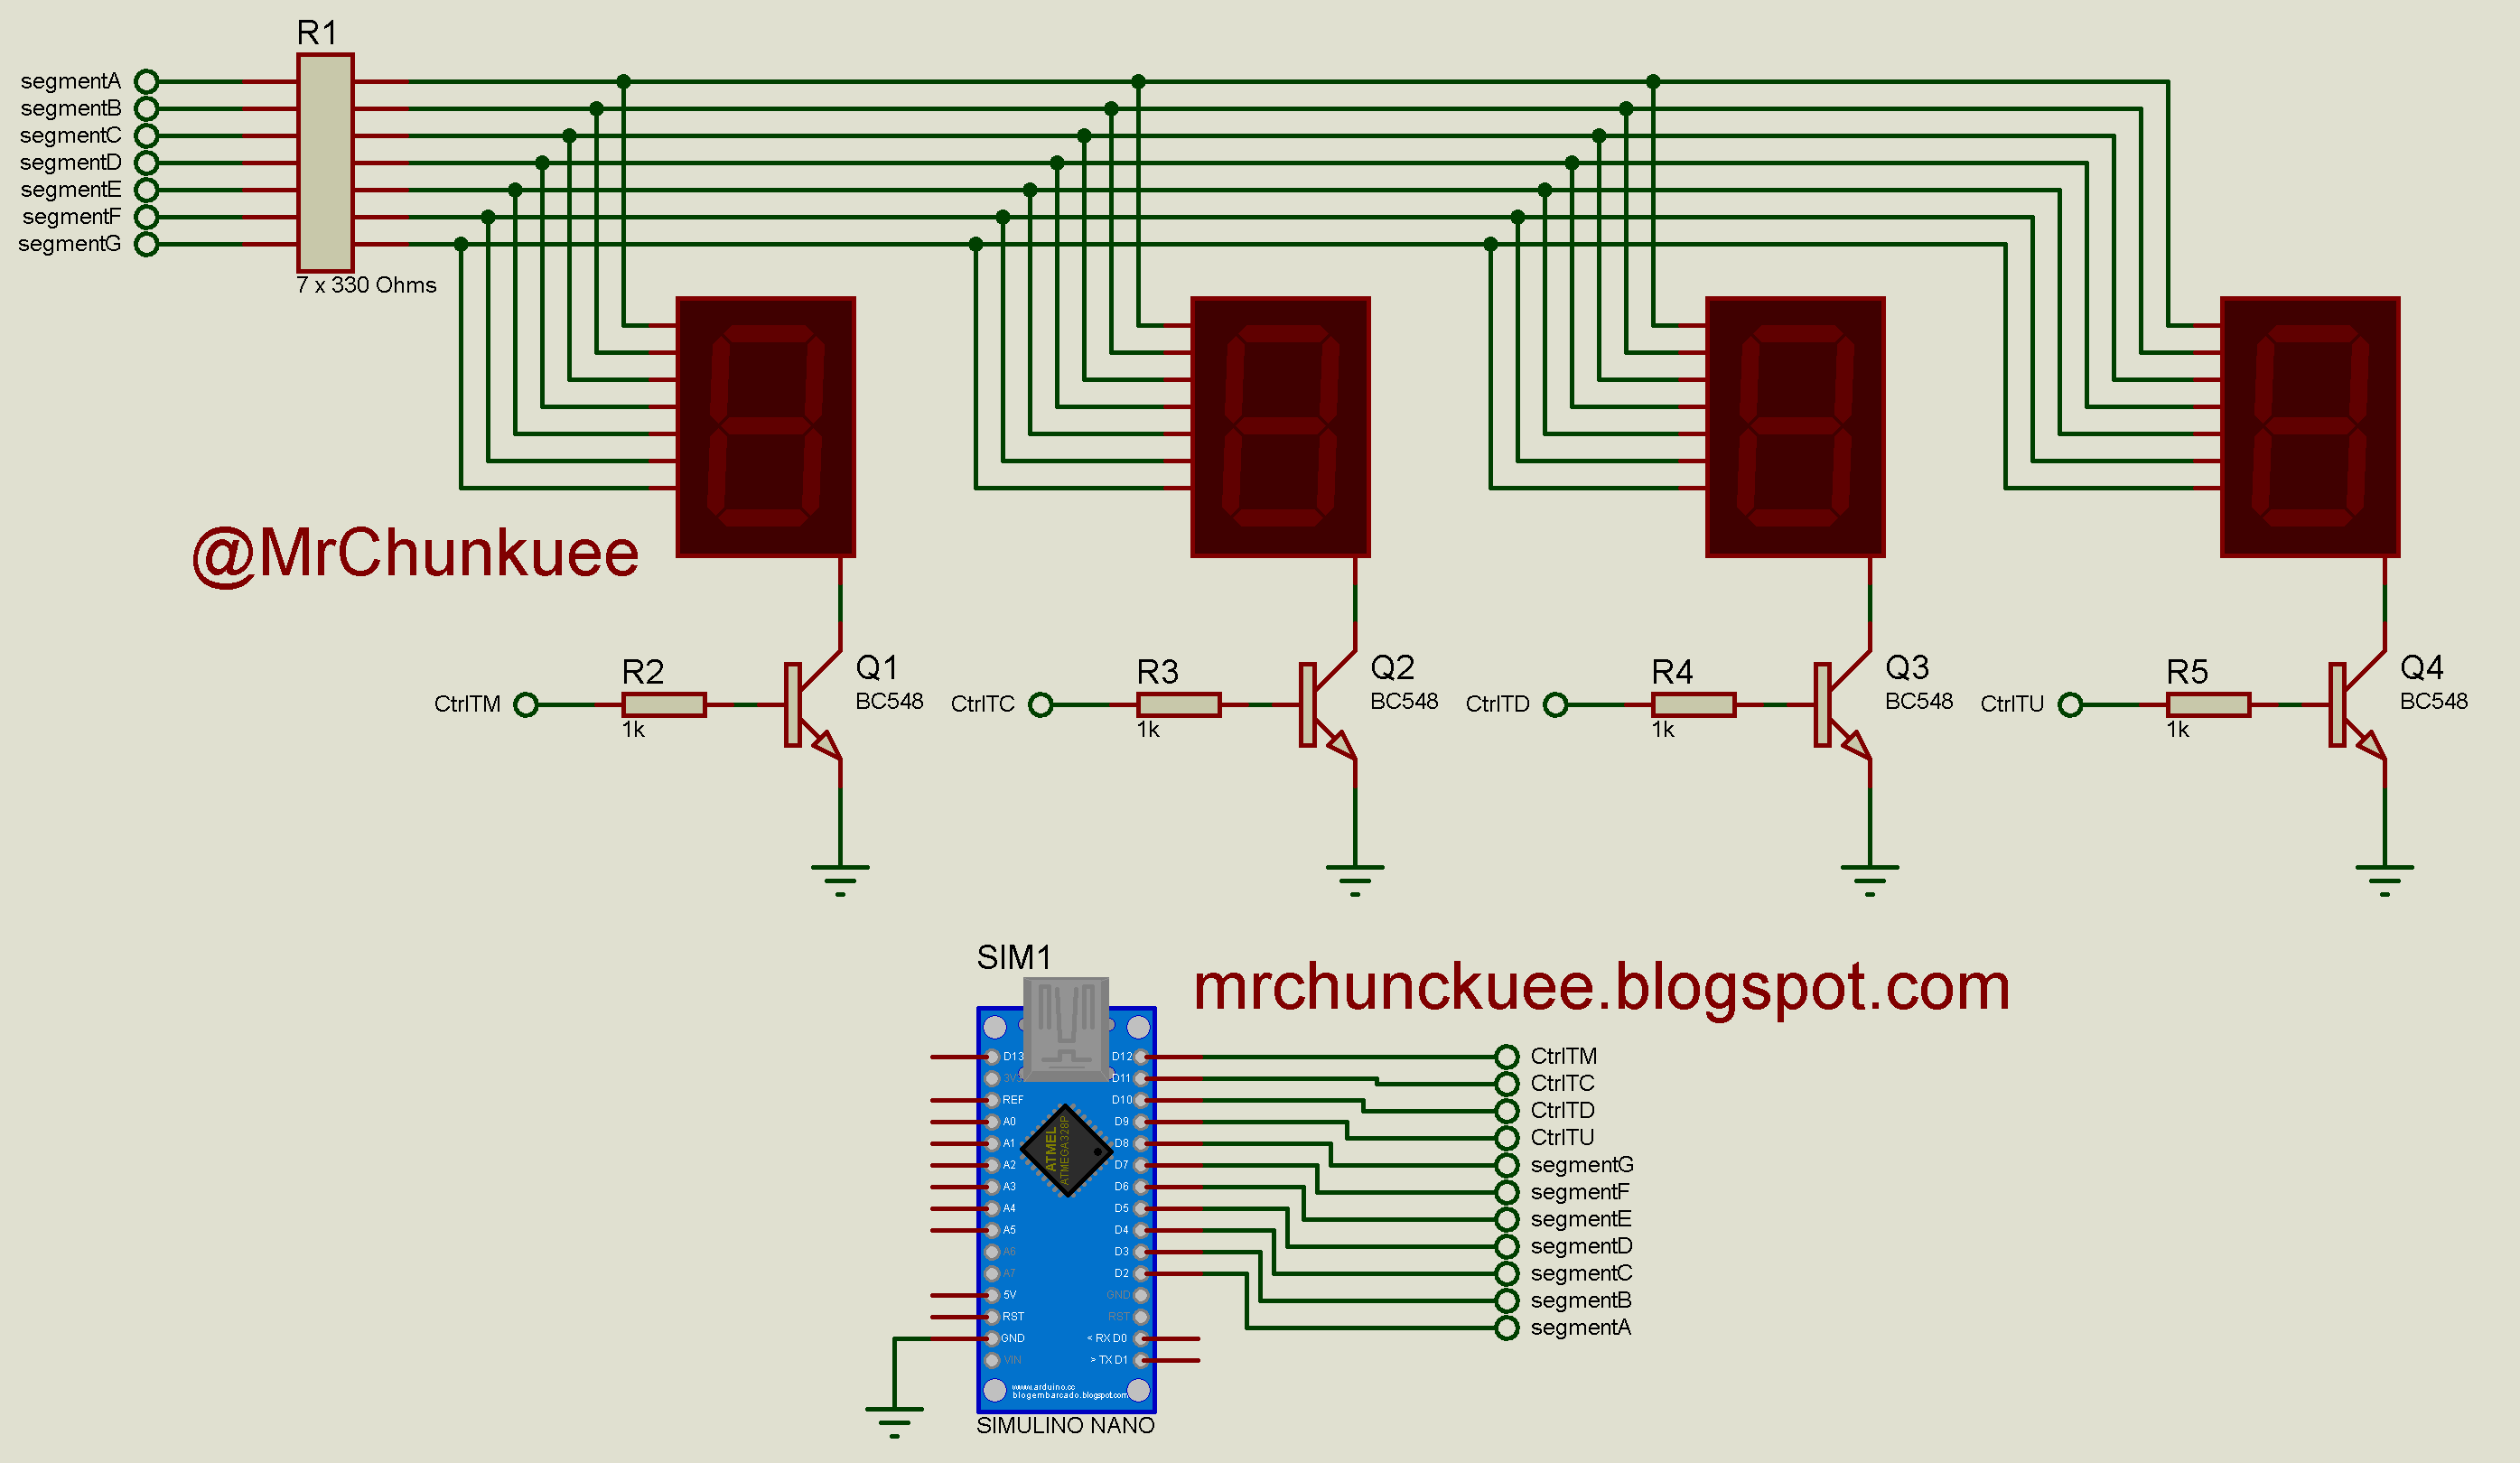 R1
segmentA
segmentB
segmentC
segmentD
segmentE
segmentF
segmentG
7 x 330 Ohms
@MrChunkuee
CtrlTM
R2
1k
Q1
BC548
CtrlTC
R3
1k
Q2
BC548
CtrlTD
R4
1k
Q3
BC548
CtrlTU
R5
1k
Q4
BC548
SIM1
mrchunckuee.blogspot.com
D13
REF
A0
A1
A2
A3
A4
A5
A6
A7
5V
RST
GND
VIN
ATMEL
ATMEGA328P
D12
D11
D10
D9
D8
D7
D6
D5
D4
D3
D2
GND
RST
< RX D0
> TX D1
www.arduino.cc
blogembarcado.blogspot.com
SIMULINO NANO
CtrlTM
CtrlTC
CtrlTD
CtrlTU
segmentG
segmentF
segmentE
segmentD
segmentC
segmentB
segmentA